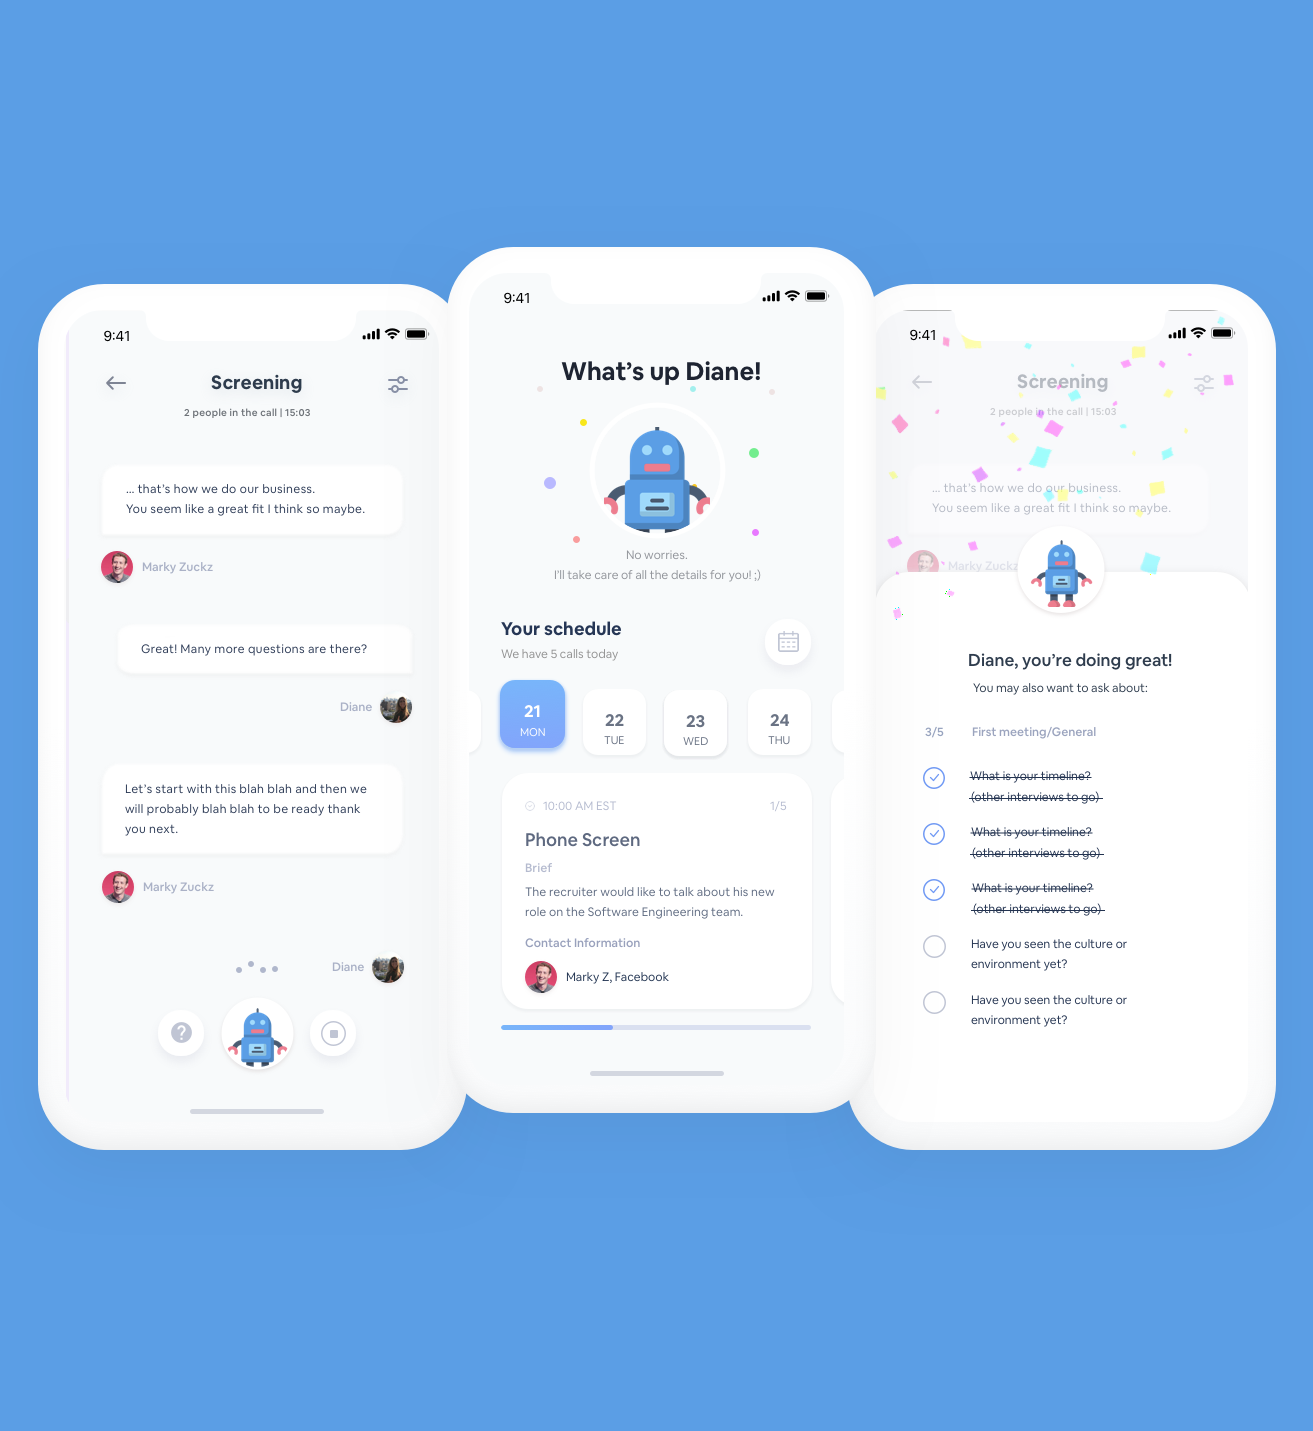 9:41
Screening
2 people in the call | 15:03
... that's how we do our business.
You seem like a great fit I think so maybe.
Marky Zuckz
Great! Many more questions are there?
Diane
Let's start with this blah blah and then we
will probably blah blah to be ready thank
you next.
Marky Zuckz
Diane
?
9:41
What's up Diane!
No worries.
I'll take care of all the details for you! ;)
Your schedule
We have 5 calls today
21
MON
22
TUE
23
WED
24
THU
10:00 AM EST
1/5
Phone Screen
Brief
The recruiter would like to talk about his new
role on the Software Engineering team.
Contact Information
Marky Z, Facebook
9:41
Screening
2 people in the call | 15:03
... that's how we do our business.
You seem like a great fit I think so maybe.
Marky Zuckz
Diane, you're doing great!
You may also want to ask about:
3/5
First meeting/General
What is your timeline?
(other interviews to go)
What is your timeline?
(other interviews to go)
What is your timeline?
(other interviews to go)
Have you seen the culture or
environment yet?
Have you seen the culture or
environment yet?